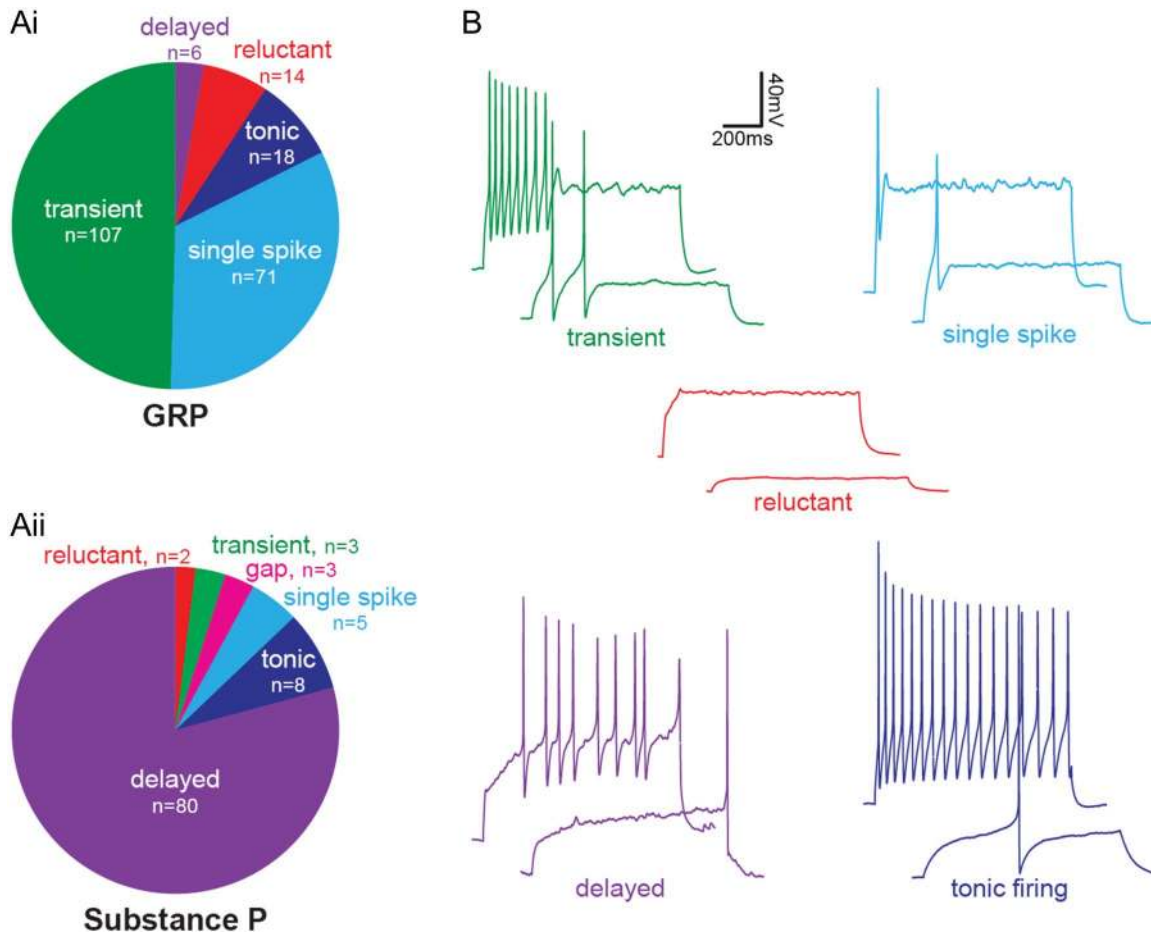 Ai
delayed
n=6
reluctant
n=14
tonic
n=18
transient
n=107
single spike
n=71
GRP
Aii
reluctant, n=2
transient, n=3
gap, n=3
single spike
n=5
tonic
n=8
delayed
n=80
Substance P
B
40mV
200ms
transient
single spike
reluctant
delayed
tonic firing